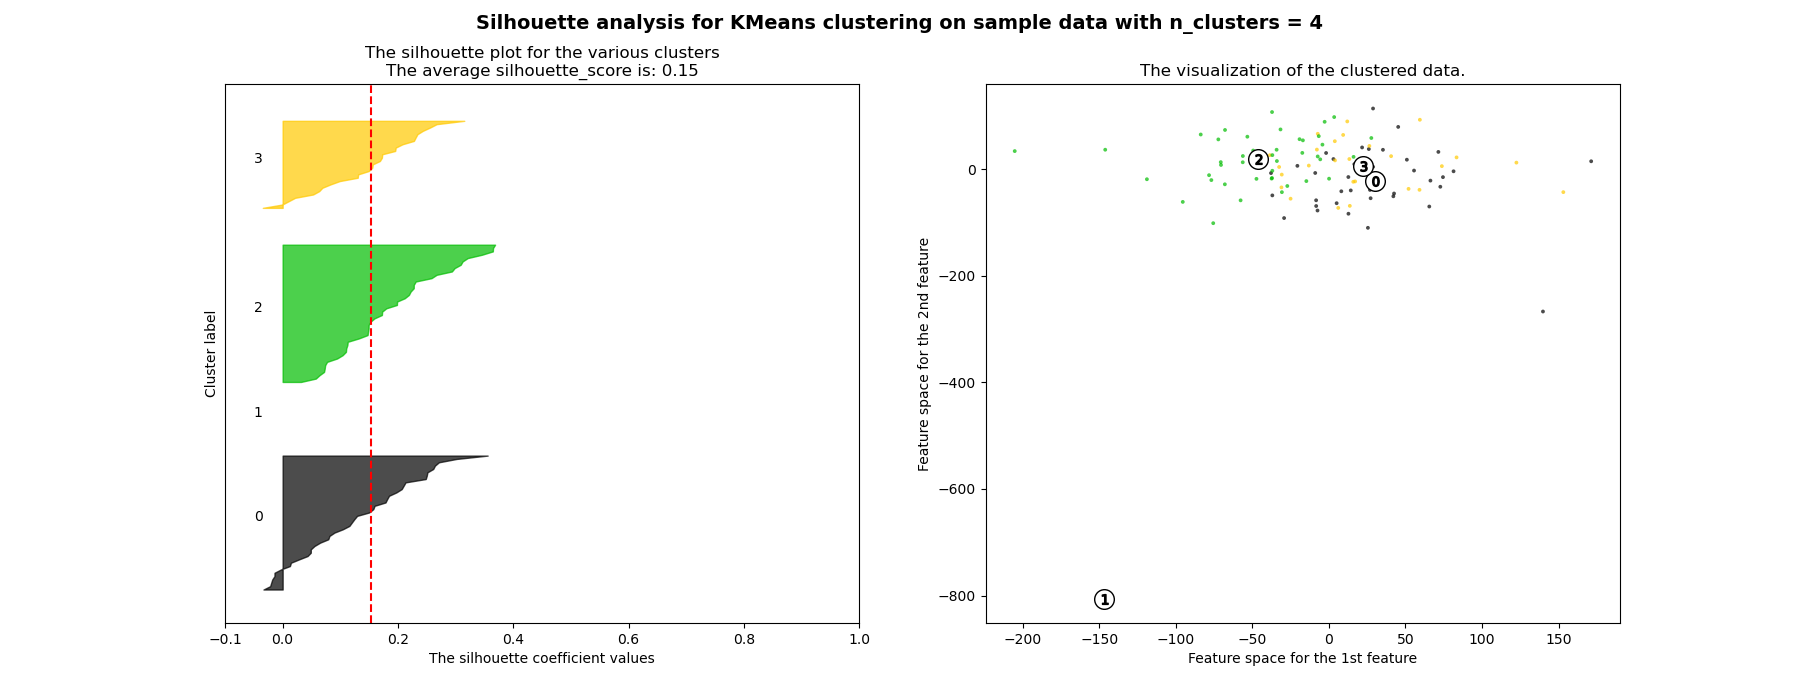 Silhouette analysis for KMeans clustering on sample data with n_clusters = 4
The silhouette plot for the various clusters
The average silhouette_score is: 0.15
3
2
1
0
Cluster label
−0.1 0.0 0.2 0.4 0.6 0.8 1.0
The silhouette coefficient values
The visualization of the clustered data.
0
−200
−400
−600
−800
Feature space for the 2nd feature
2
3
0
1
−200 −150 −100 −50 0 50 100 150
Feature space for the 1st feature